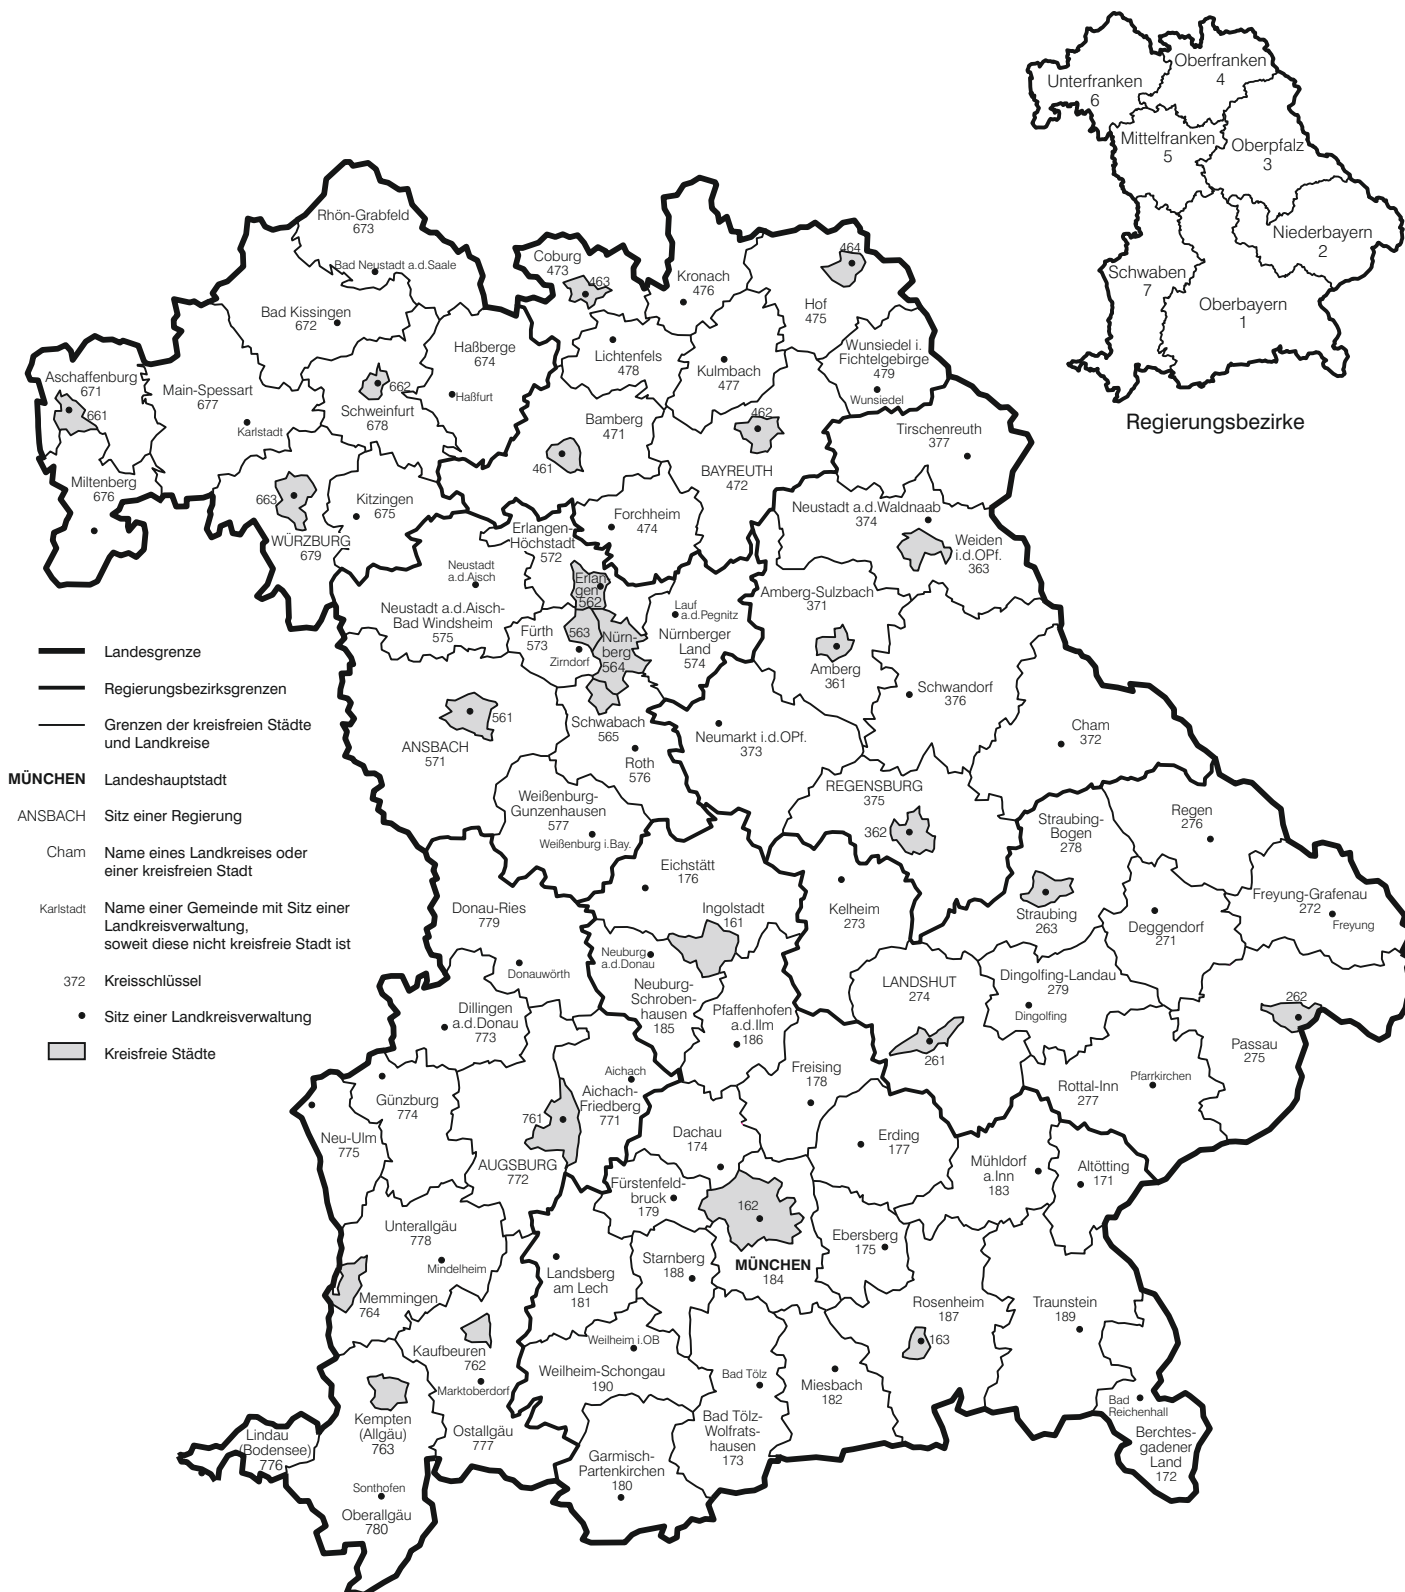 Oberfranken
4
Unterfranken
6
Mittelfranken
5
Oberpfalz
3
Niederbayern
2
Schwaben
7
Oberbayern
1
Regierungsbezirke
Rhön-Grabfeld
673
Bad Neustadt a.d.Saale
Bad Kissingen
672
Coburg
473
463
Kronach
476
464
Hof
475
Aschaffenburg
671
661
Main-Spessart
677
Karlstadt
662
Schweinfurt
678
Haßberge
674
Haßfurt
Lichtenfels
478
Kulmbach
477
Wunsiedel i.
Fichtelgebirge
479
Wunsiedel
Miltenberg
676
663
WÜRZBURG
679
Kitzingen
675
Bamberg
471
461
462
BAYREUTH
472
Tirschenreuth
377
Forchheim
474
Neustadt a.d.Waldnaab
374
Weiden
i.d.OPf.
363
Erlangen-
Höchstadt
572
Neustadt
a.d.Aisch
Neustadt a.d.Aisch-
Bad Windsheim
575
Erlan-
gen
562
Fürth
573
563
Zirndorf
Nürn-
berg
564
Lauf
a.d.Pegnitz
Nürnberger
Land
574
Amberg-Sulzbach
371
Amberg
361
Schwandorf
376
Cham
372
561
ANSBACH
571
Schwabach
565
Roth
576
Neumarkt i.d.OPf.
373
Weißenburg-
Gunzenhausen
577
Weißenburg i.Bay.
REGENSBURG
375
362
Straubing-
Bogen
278
Straubing
263
Regen
276
Freyung-Grafenau
272
Freyung
Deggendorf
271
Eichstätt
176
Ingolstadt
161
Kelheim
273
Donau-Ries
779
Donauwörth
Neuburg
a.d.Donau
Neuburg-
Schroben-
hausen
185
Pfaffenhofen
a.d.Ilm
186
LANDSHUT
274
261
Dingolfing-Landau
279
Dingolfing
262
Passau
275
Dillingen
a.d.Donau
773
Freising
178
Rottal-Inn
277
Pfarrkirchen
Günzburg
774
Neu-Ulm
775
761
AUGSBURG
772
Aichach
Aichach-
Friedberg
771
Dachau
174
Erding
177
Mühldorf
a.Inn
183
Altötting
171
Fürstenfeld-
bruck
179
162
MÜNCHEN
184
Ebersberg
175
Unterallgäu
778
Mindelheim
Memmingen
764
Landsberg
am Lech
181
Starnberg
188
Rosenheim
187
163
Traunstein
189
Kaufbeuren
762
Marktoberdorf
Ostallgäu
777
Weilheim i.OB
Weilheim-Schongau
190
Bad Tölz
Bad Tölz-
Wolfrats-
hausen
173
Miesbach
182
Bad
Reichenhall
Berchtes-
gadener
Land
172
Kempten
(Allgäu)
763
Lindau
(Bodensee)
776
Sonthofen
Oberallgäu
780
Garmisch-
Partenkirchen
180
Landesgrenze
Regierungsbezirksgrenzen
Grenzen der kreisfreien Städte
und Landkreise
MÜNCHEN Landeshauptstadt
ANSBACH Sitz einer Regierung
Cham Name eines Landkreises oder
einer kreisfreien Stadt
Karlstadt Name einer Gemeinde mit Sitz einer
Landkreisverwaltung,
soweit diese nicht kreisfreie Stadt ist
372 Kreisschlüssel
Sitz einer Landkreisverwaltung
Kreisfreie Städte